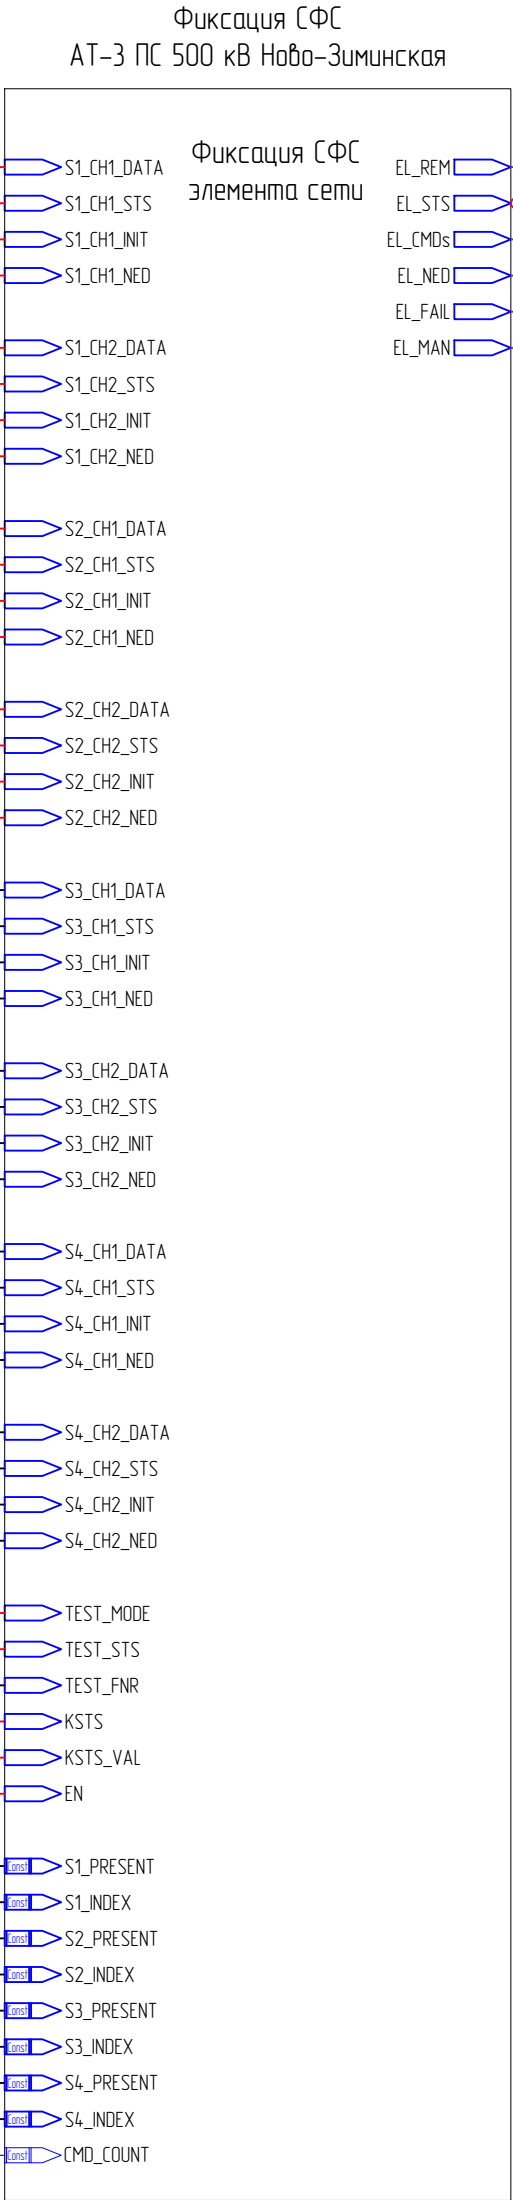 Фиксация СФС
АТ-3 ПС 500 кВ Ново-Зиминская
Фиксация СФС
элемента сети
S1_CH1_DATA
S1_CH1_STS
S1_CH1_INIT
S1_CH1_NED
S1_CH2_DATA
S1_CH2_STS
S1_CH2_INIT
S1_CH2_NED
S2_CH1_DATA
S2_CH1_STS
S2_CH1_INIT
S2_CH1_NED
S2_CH2_DATA
S2_CH2_STS
S2_CH2_INIT
S2_CH2_NED
S3_CH1_DATA
S3_CH1_STS
S3_CH1_INIT
S3_CH1_NED
S3_CH2_DATA
S3_CH2_STS
S3_CH2_INIT
S3_CH2_NED
S4_CH1_DATA
S4_CH1_STS
S4_CH1_INIT
S4_CH1_NED
S4_CH2_DATA
S4_CH2_STS
S4_CH2_INIT
S4_CH2_NED
TEST_MODE
TEST_STS
TEST_FNR
KSTS
KSTS_VAL
EN
Const S1_PRESENT
Const S1_INDEX
Const S2_PRESENT
Const S2_INDEX
Const S3_PRESENT
Const S3_INDEX
Const S4_PRESENT
Const S4_INDEX
Const CMD_COUNT
EL_REM
EL_STS
EL_CMDs
EL_NED
EL_FAIL
EL_MAN